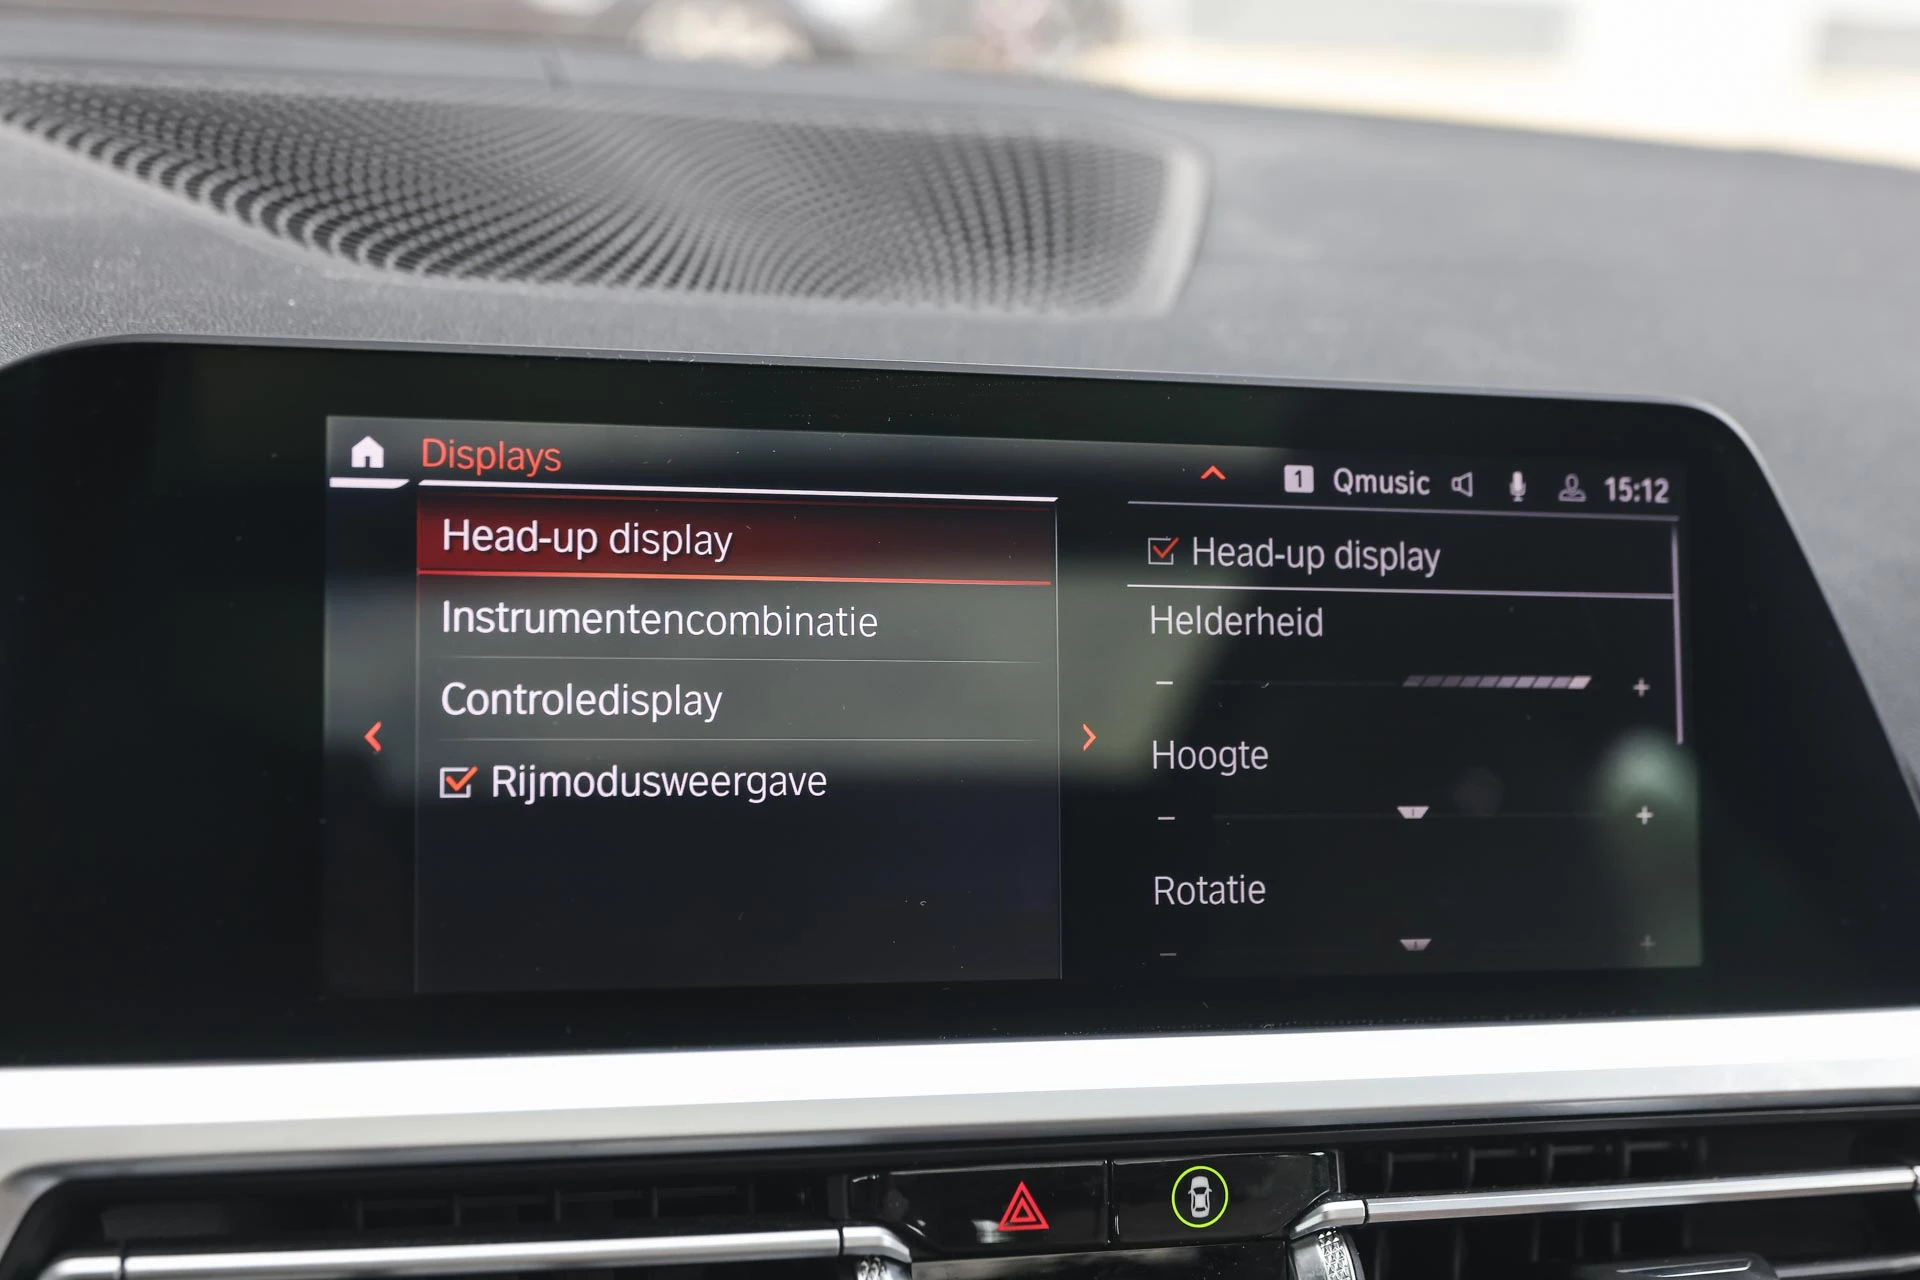 Displays
1 Qmusic 15:12
Head-up display
Instrumentencombinatie
Controledisplay
Rijmodusweergave
Head-up display
Helderheid
- +
Hoogte
- +
Rotatie
- +